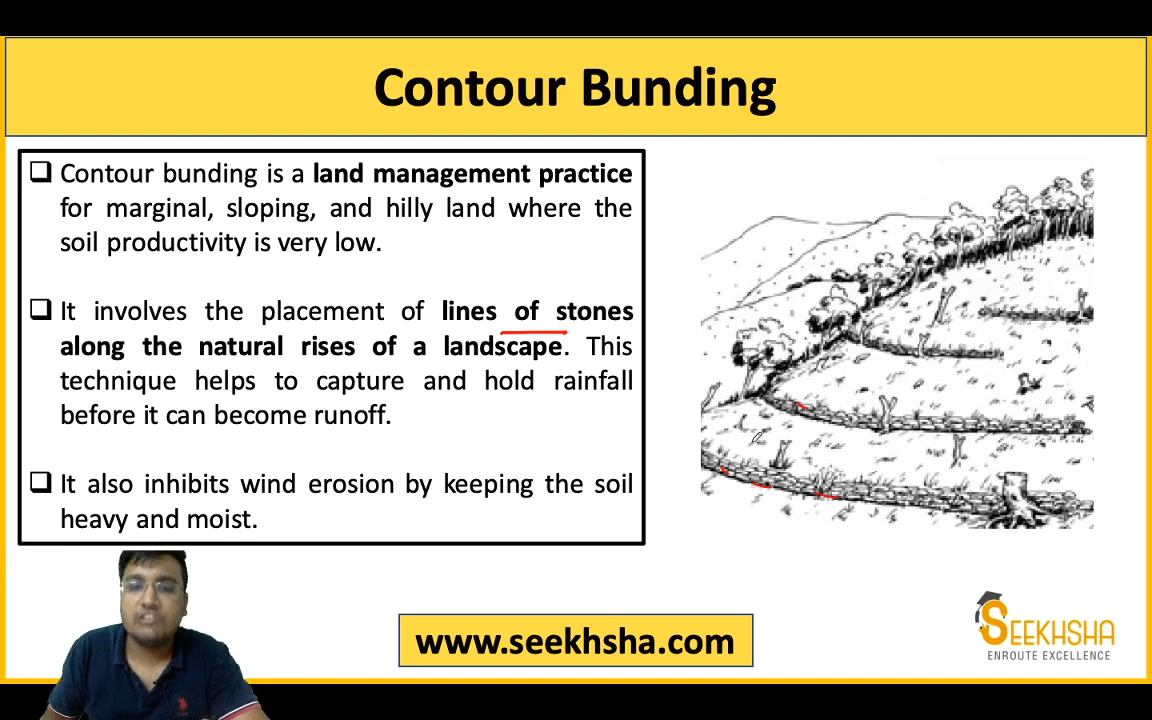 Contour Bunding
Contour bunding is a land management practice
for marginal, sloping, and hilly land where the
soil productivity is very low.
It involves the placement of lines of stones
along the natural rises of a landscape. This
technique helps to capture and hold rainfall
before it can become runoff.
It also inhibits wind erosion by keeping the soil
heavy and moist.
www.seekhsha.com
SEEKHSHA
ENROUTE EXCELLENCE